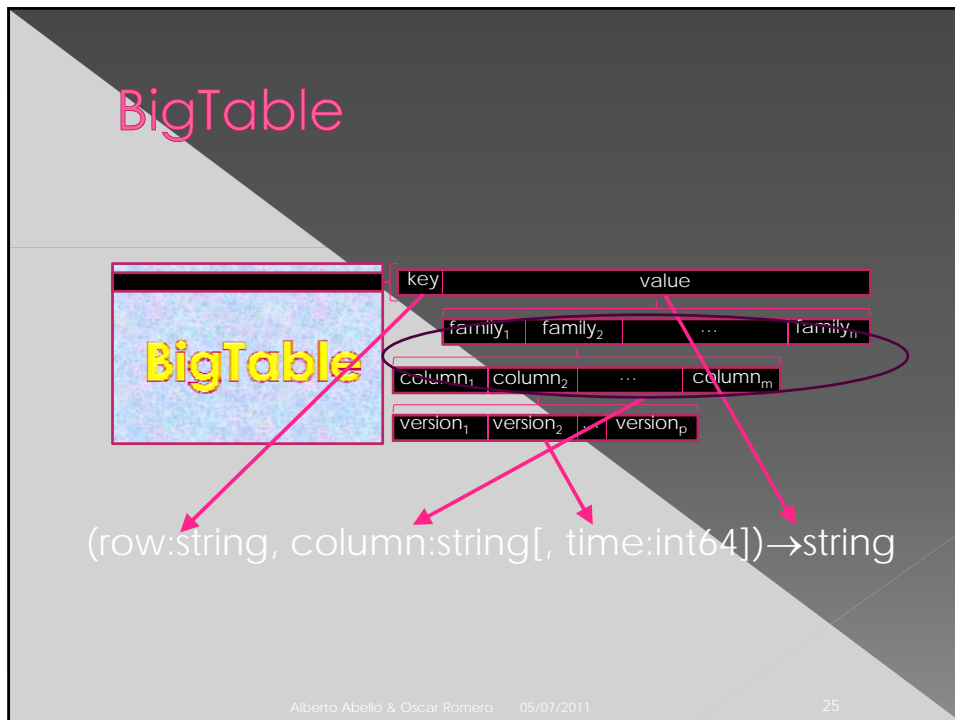 BigTable
key value
family₁ family₂ ... familyₙ
BigTable
column₁ column₂ ... columnₘ
version₁ version₂ ... versionₚ
(row:string, column:string[, time:int64])→string
Alberto Abelló & Oscar Romero 05/07/2011 25